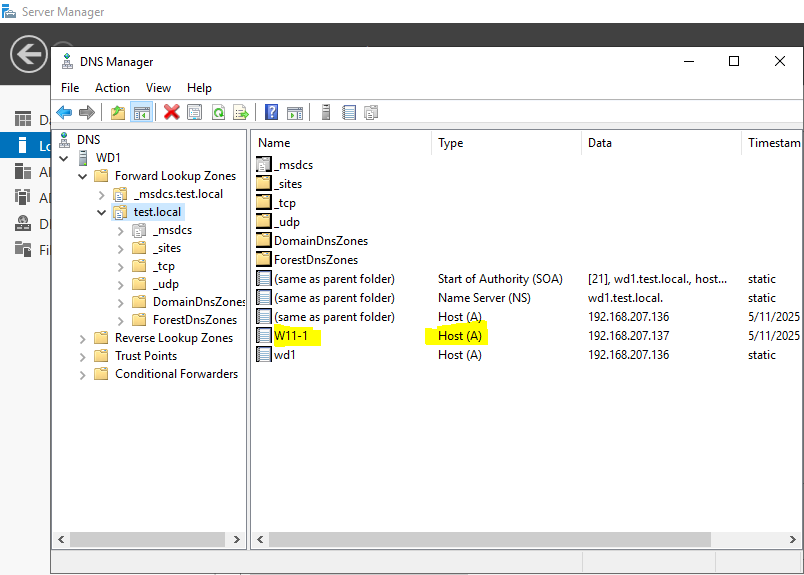 Server Manager
DNS Manager
File Action View Help
DNS
WD1
Forward Lookup Zones
_msdcs.test.local
test.local
_msdcs
_sites
_tcp
_udp
DomainDnsZones
ForestDnsZones
Reverse Lookup Zones
Trust Points
Conditional Forwarders
Name Type Data Timestam
_msdcs
_sites
_tcp
_udp
DomainDnsZones
ForestDnsZones
(same as parent folder) Start of Authority (SOA) [21], wd1.test.local., host... static
(same as parent folder) Name Server (NS) wd1.test.local. static
(same as parent folder) Host (A) 192.168.207.136 5/11/2025
W11-1 Host (A) 192.168.207.137 5/11/2025
wd1 Host (A) 192.168.207.136 static